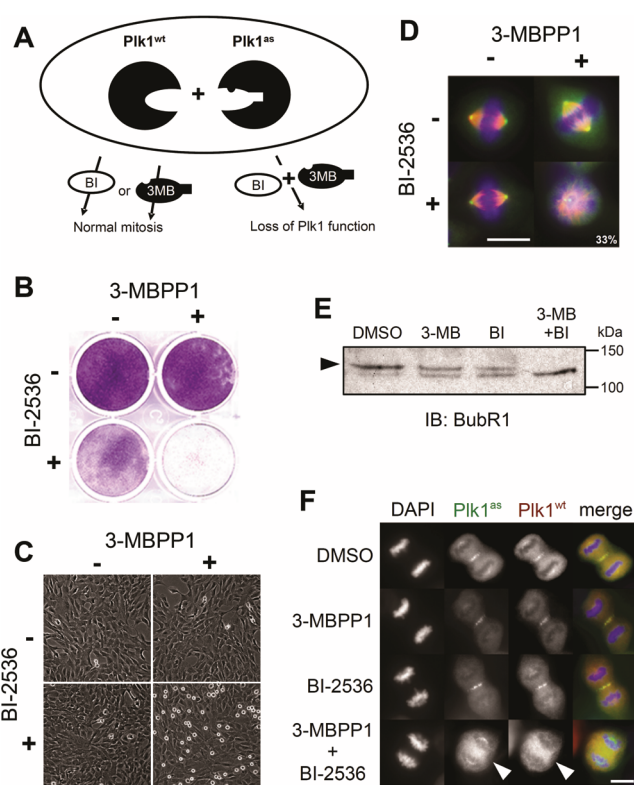 A
Plk1wt
Plk1as
+
BI or 3MB
BI + 3MB
Normal mitosis
Loss of Plk1 function
B
3-MBPP1
- +
BI-2536
-
+
C
3-MBPP1
- +
BI-2536
-
+
D
3-MBPP1
- +
BI-2536
-
+
33%
E
DMSO 3-MB BI 3-MB +BI kDa
150
100
IB: BubR1
F
DAPI Plk1as Plk1wt merge
DMSO
3-MBPP1
BI-2536
3-MBPP1
+
BI-2536